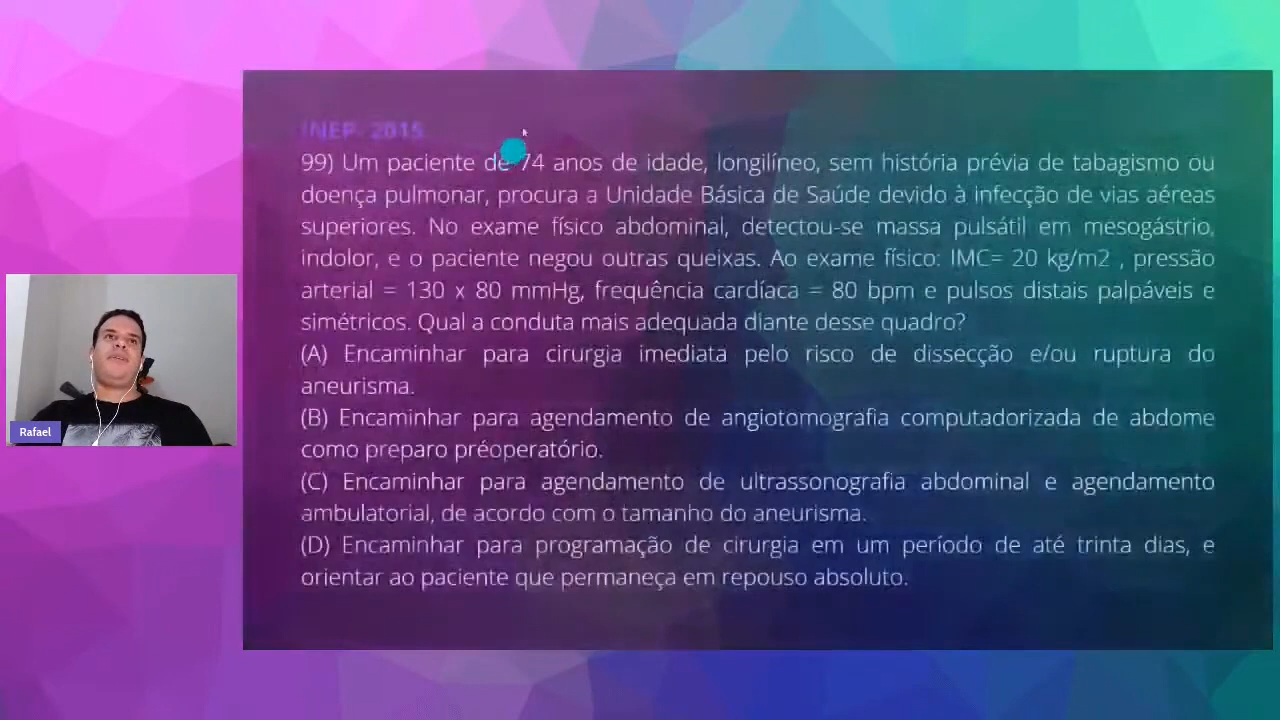 INEP- 2015
99) Um paciente de 74 anos de idade, longilíneo, sem história prévia de tabagismo ou
doença pulmonar, procura a Unidade Básica de Saúde devido à infecção de vias aéreas
superiores. No exame físico abdominal, detectou-se massa pulsátil em mesogástrio,
indolor, e o paciente negou outras queixas. Ao exame físico: IMC= 20 kg/m2 , pressão
arterial = 130 x 80 mmHg, frequência cardíaca = 80 bpm e pulsos distais palpáveis e
simétricos. Qual a conduta mais adequada diante desse quadro?
(A) Encaminhar para cirurgia imediata pelo risco de dissecção e/ou ruptura do
aneurisma.
(B) Encaminhar para agendamento de angiotomografia computadorizada de abdome
como preparo préoperatório.
(C) Encaminhar para agendamento de ultrassonografia abdominal e agendamento
ambulatorial, de acordo com o tamanho do aneurisma.
(D) Encaminhar para programação de cirurgia em um período de até trinta dias, e
orientar ao paciente que permaneça em repouso absoluto.
Rafael